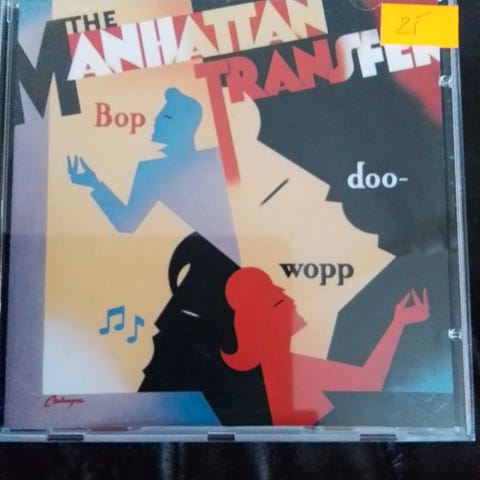 THE
MANHATTAN
TRANSFER
25
Bop
doo-
wopp